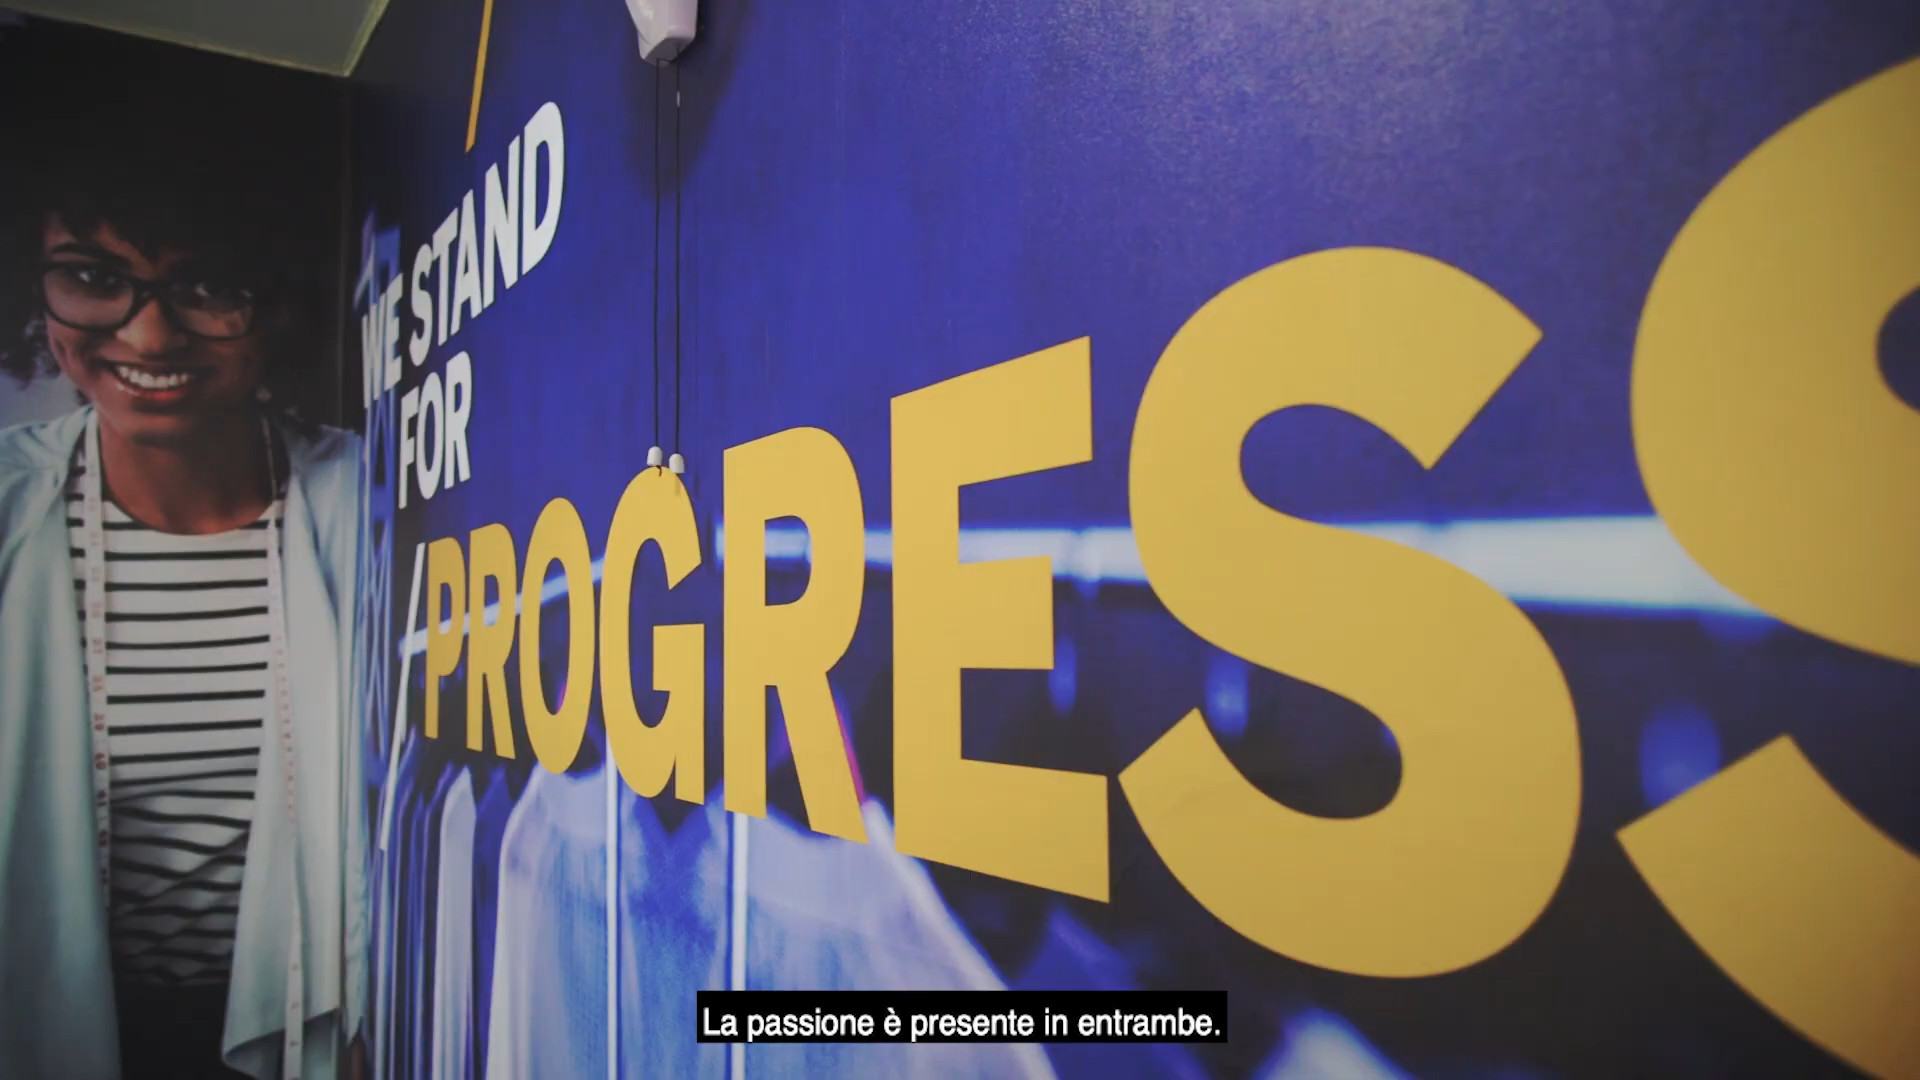 WE STAND
FOR
/PROGRESS
La passione è presente in entrambe.